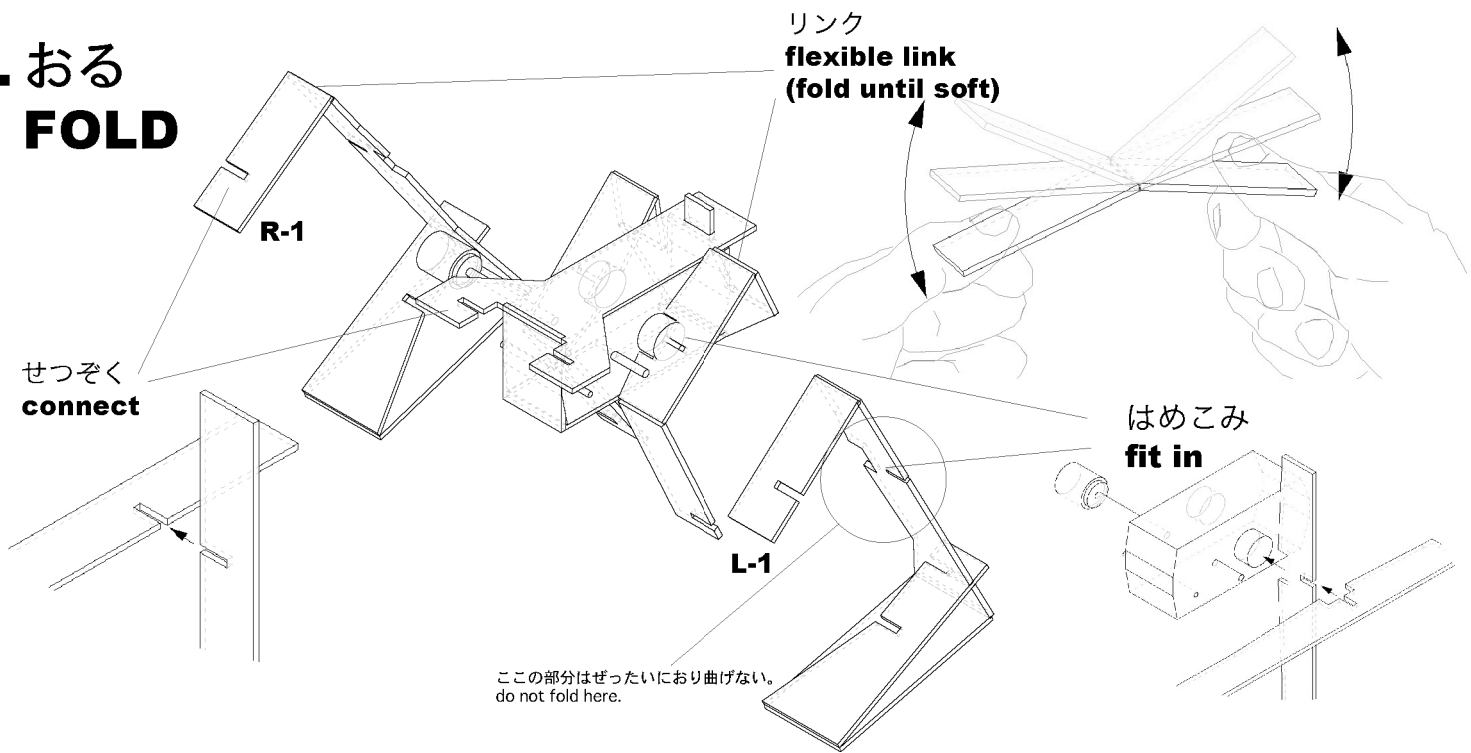 . おる
FOLD
リンク
flexible link
(fold until soft)
R-1
せつぞく
connect
はめこみ
fit in
L-1
ここの部分はぜったいにおり曲げない。
do not fold here.